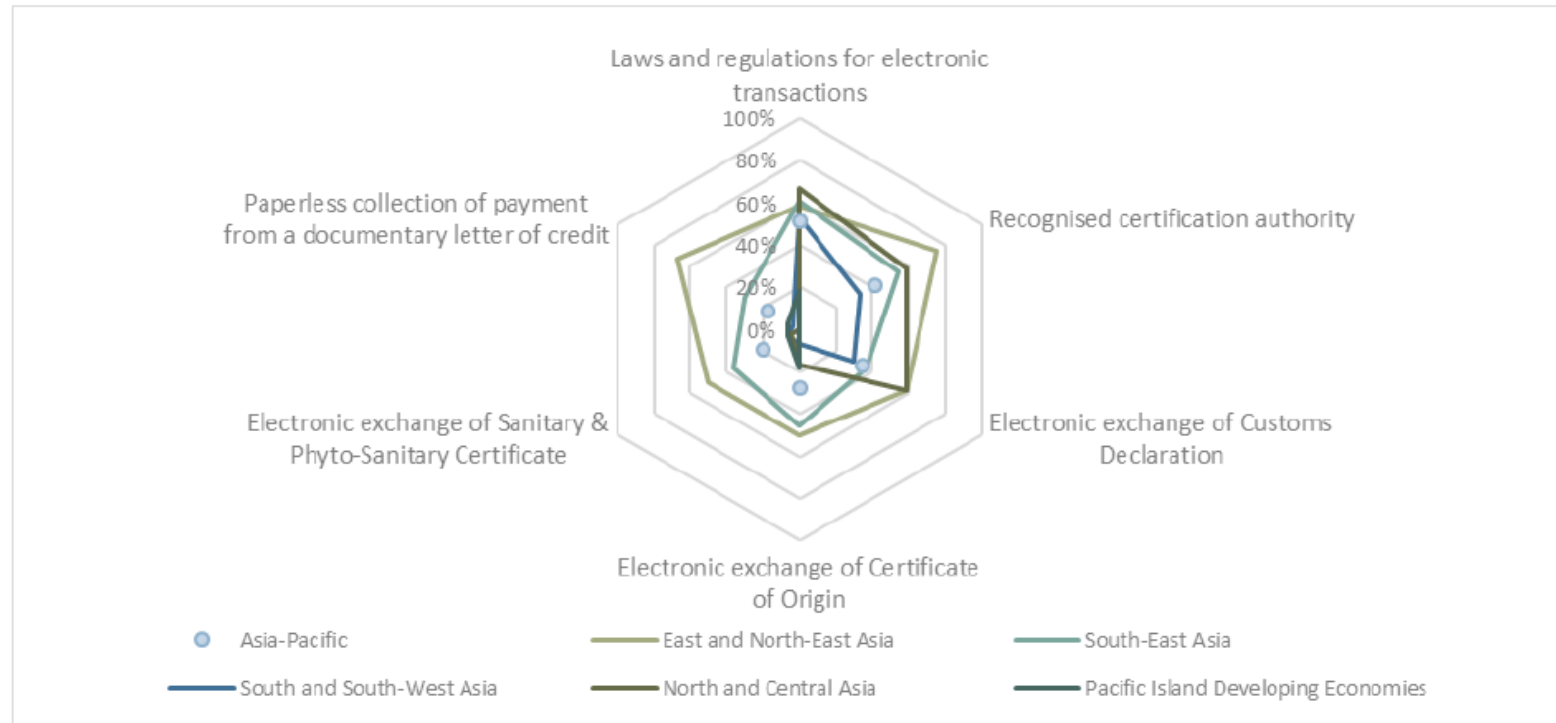 Laws and regulations for electronic
transactions
100%
80%
60%
40%
20%
0%
Recognised certification authority
Electronic exchange of Customs
Declaration
Electronic exchange of Certificate
of Origin
Electronic exchange of Sanitary &
Phyto-Sanitary Certificate
Paperless collection of payment
from a documentary letter of credit
Asia-Pacific
East and North-East Asia
South-East Asia
South and South-West Asia
North and Central Asia
Pacific Island Developing Economies